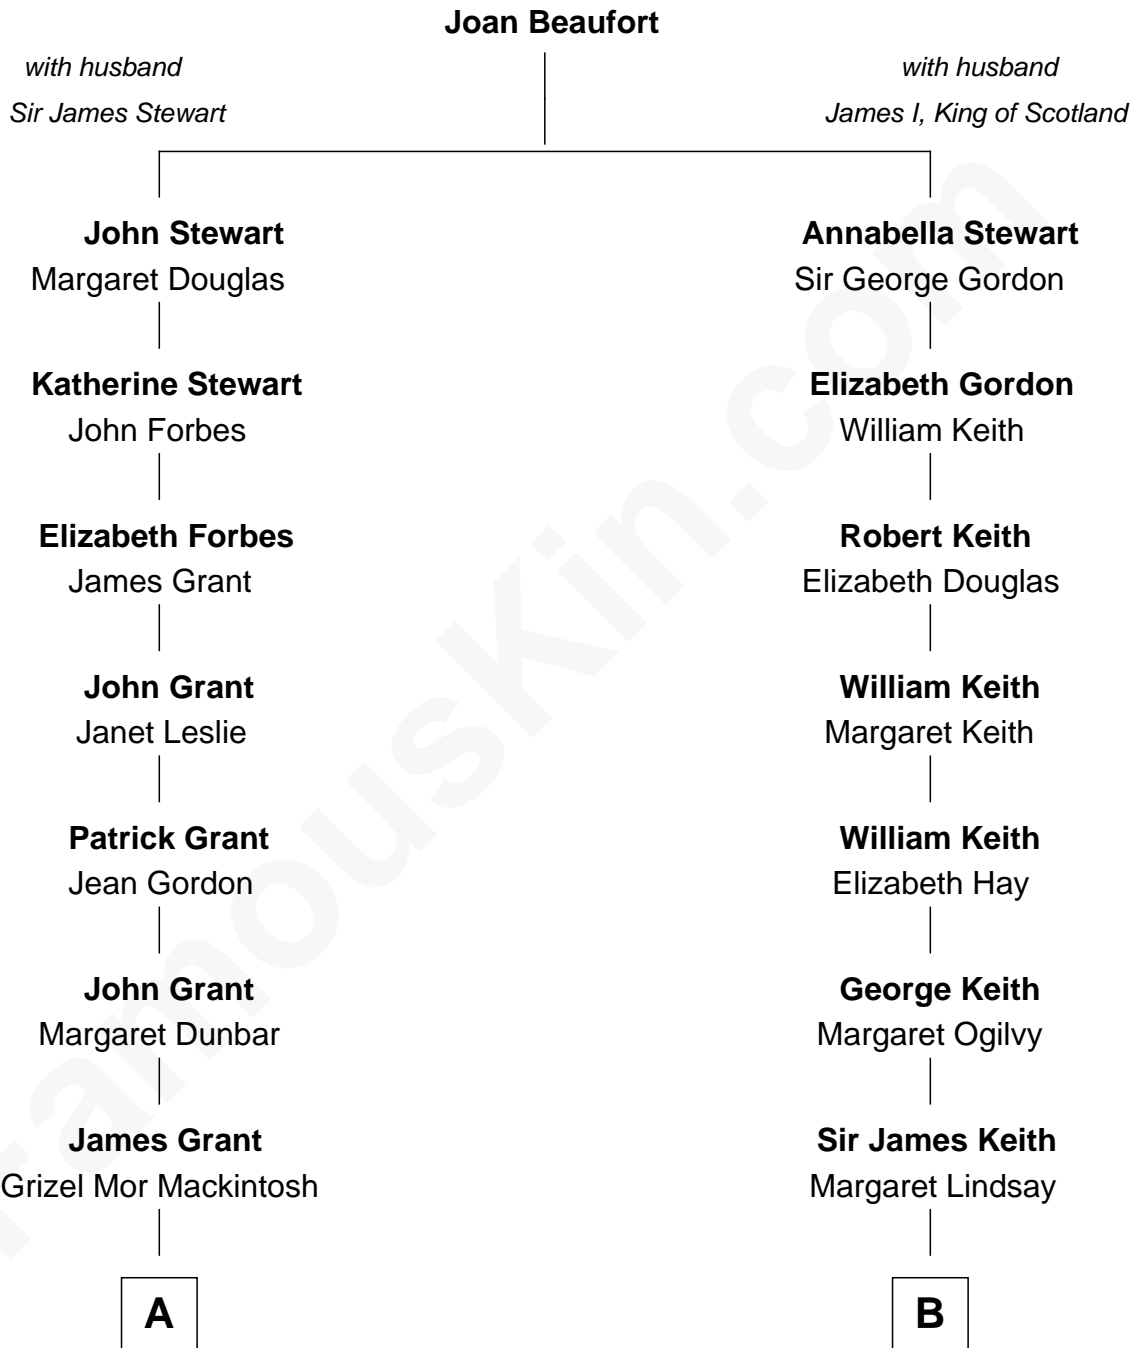 Joan Beaufort
with husband
Sir James Stewart
with husband
James I, King of Scotland
John Stewart
Margaret Douglas
Annabella Stewart
Sir George Gordon
Katherine Stewart
John Forbes
Elizabeth Gordon
William Keith
Elizabeth Forbes
James Grant
Robert Keith
Elizabeth Douglas
John Grant
Janet Leslie
William Keith
Margaret Keith
Patrick Grant
Jean Gordon
William Keith
Elizabeth Hay
John Grant
Margaret Dunbar
George Keith
Margaret Ogilvy
James Grant
Grizel Mor Mackintosh
Sir James Keith
Margaret Lindsay
A
B
FamousKin.com